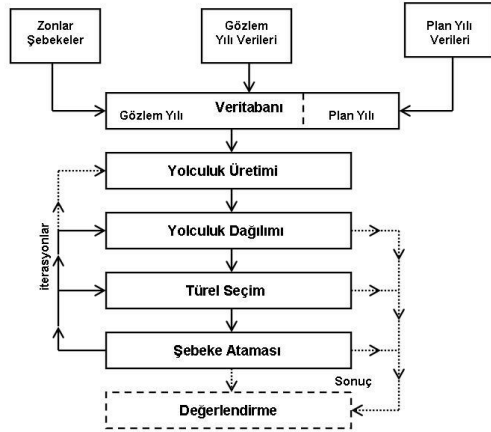 Zonlar
Şebekeler
Gözlem
Yılı Verileri
Plan Yılı
Verileri
Veritabanı
Gözlem Yılı
Plan Yılı
Yolculuk Üretimi
Yolculuk Dağılımı
iterasyonlar
Türel Seçim
Şebeke Ataması
Sonuç
Değerlendirme